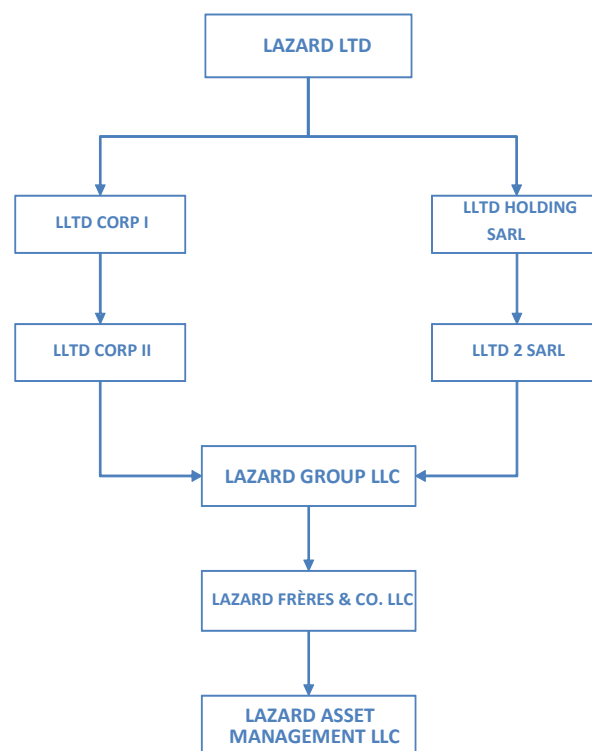 LAZARD LTD
LLTD CORP I
LLTD HOLDING
SARL
LLTD CORP II
LLTD 2 SARL
LAZARD GROUP LLC
LAZARD FRÈRES & CO. LLC
LAZARD ASSET
MANAGEMENT LLC